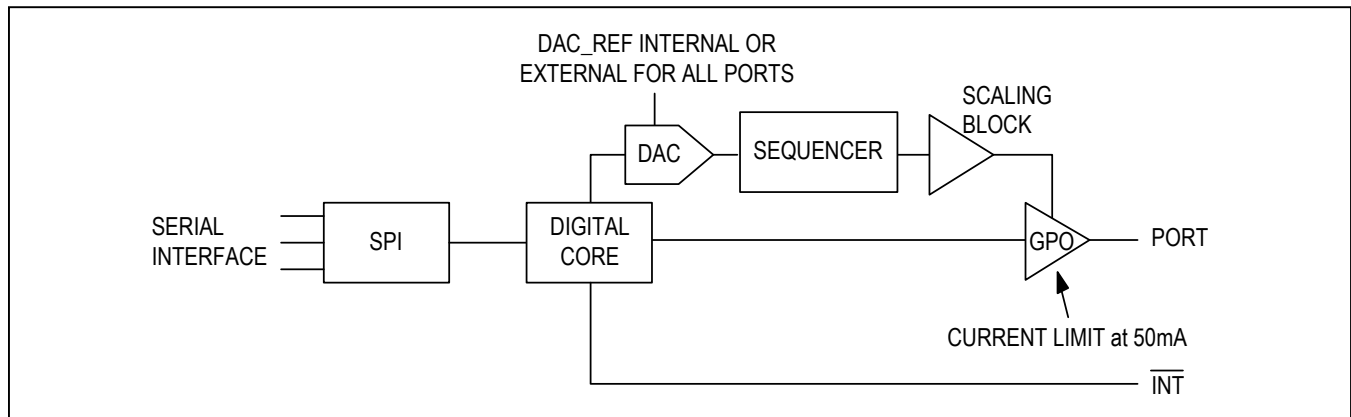 DAC_REF INTERNAL OR
EXTERNAL FOR ALL PORTS
SCALING
BLOCK
DAC
SEQUENCER
SERIAL
INTERFACE
SPI
DIGITAL
CORE
GPO
PORT
CURRENT LIMIT at 50mA
INT